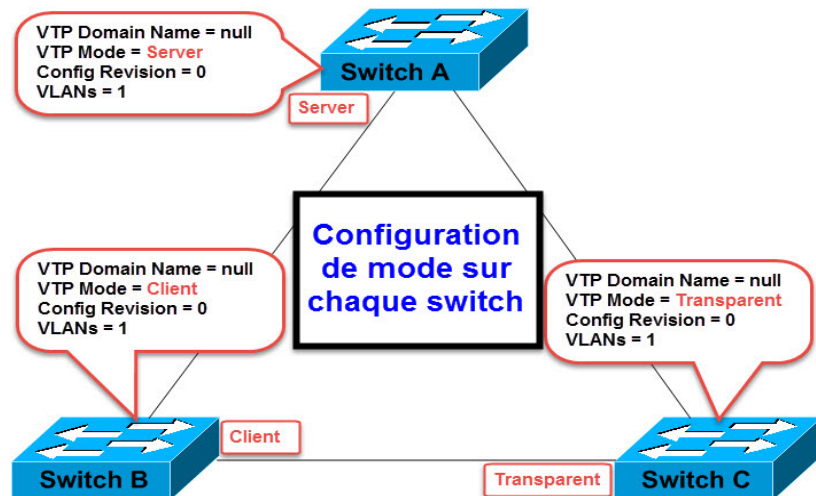 VTP Domain Name = null
VTP Mode = Server
Config Revision = 0
VLANs = 1
Switch A
Server
Configuration
de mode sur
chaque switch
VTP Domain Name = null
VTP Mode = Client
Config Revision = 0
VLANs = 1
VTP Domain Name = null
VTP Mode = Transparent
Config Revision = 0
VLANs = 1
Client
Switch B
Transparent
Switch C